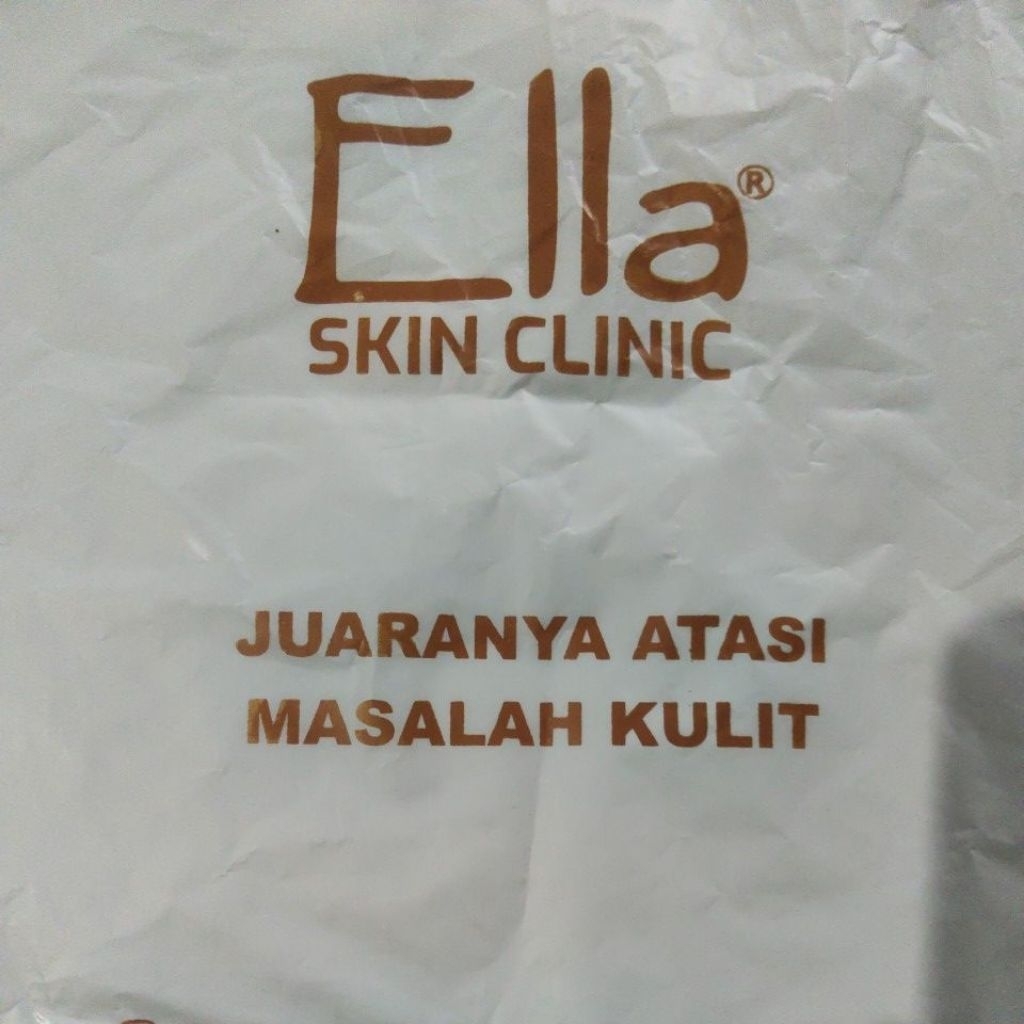 Ella®
SKIN CLINIC
JUARANYA ATASI
MASALAH KULIT